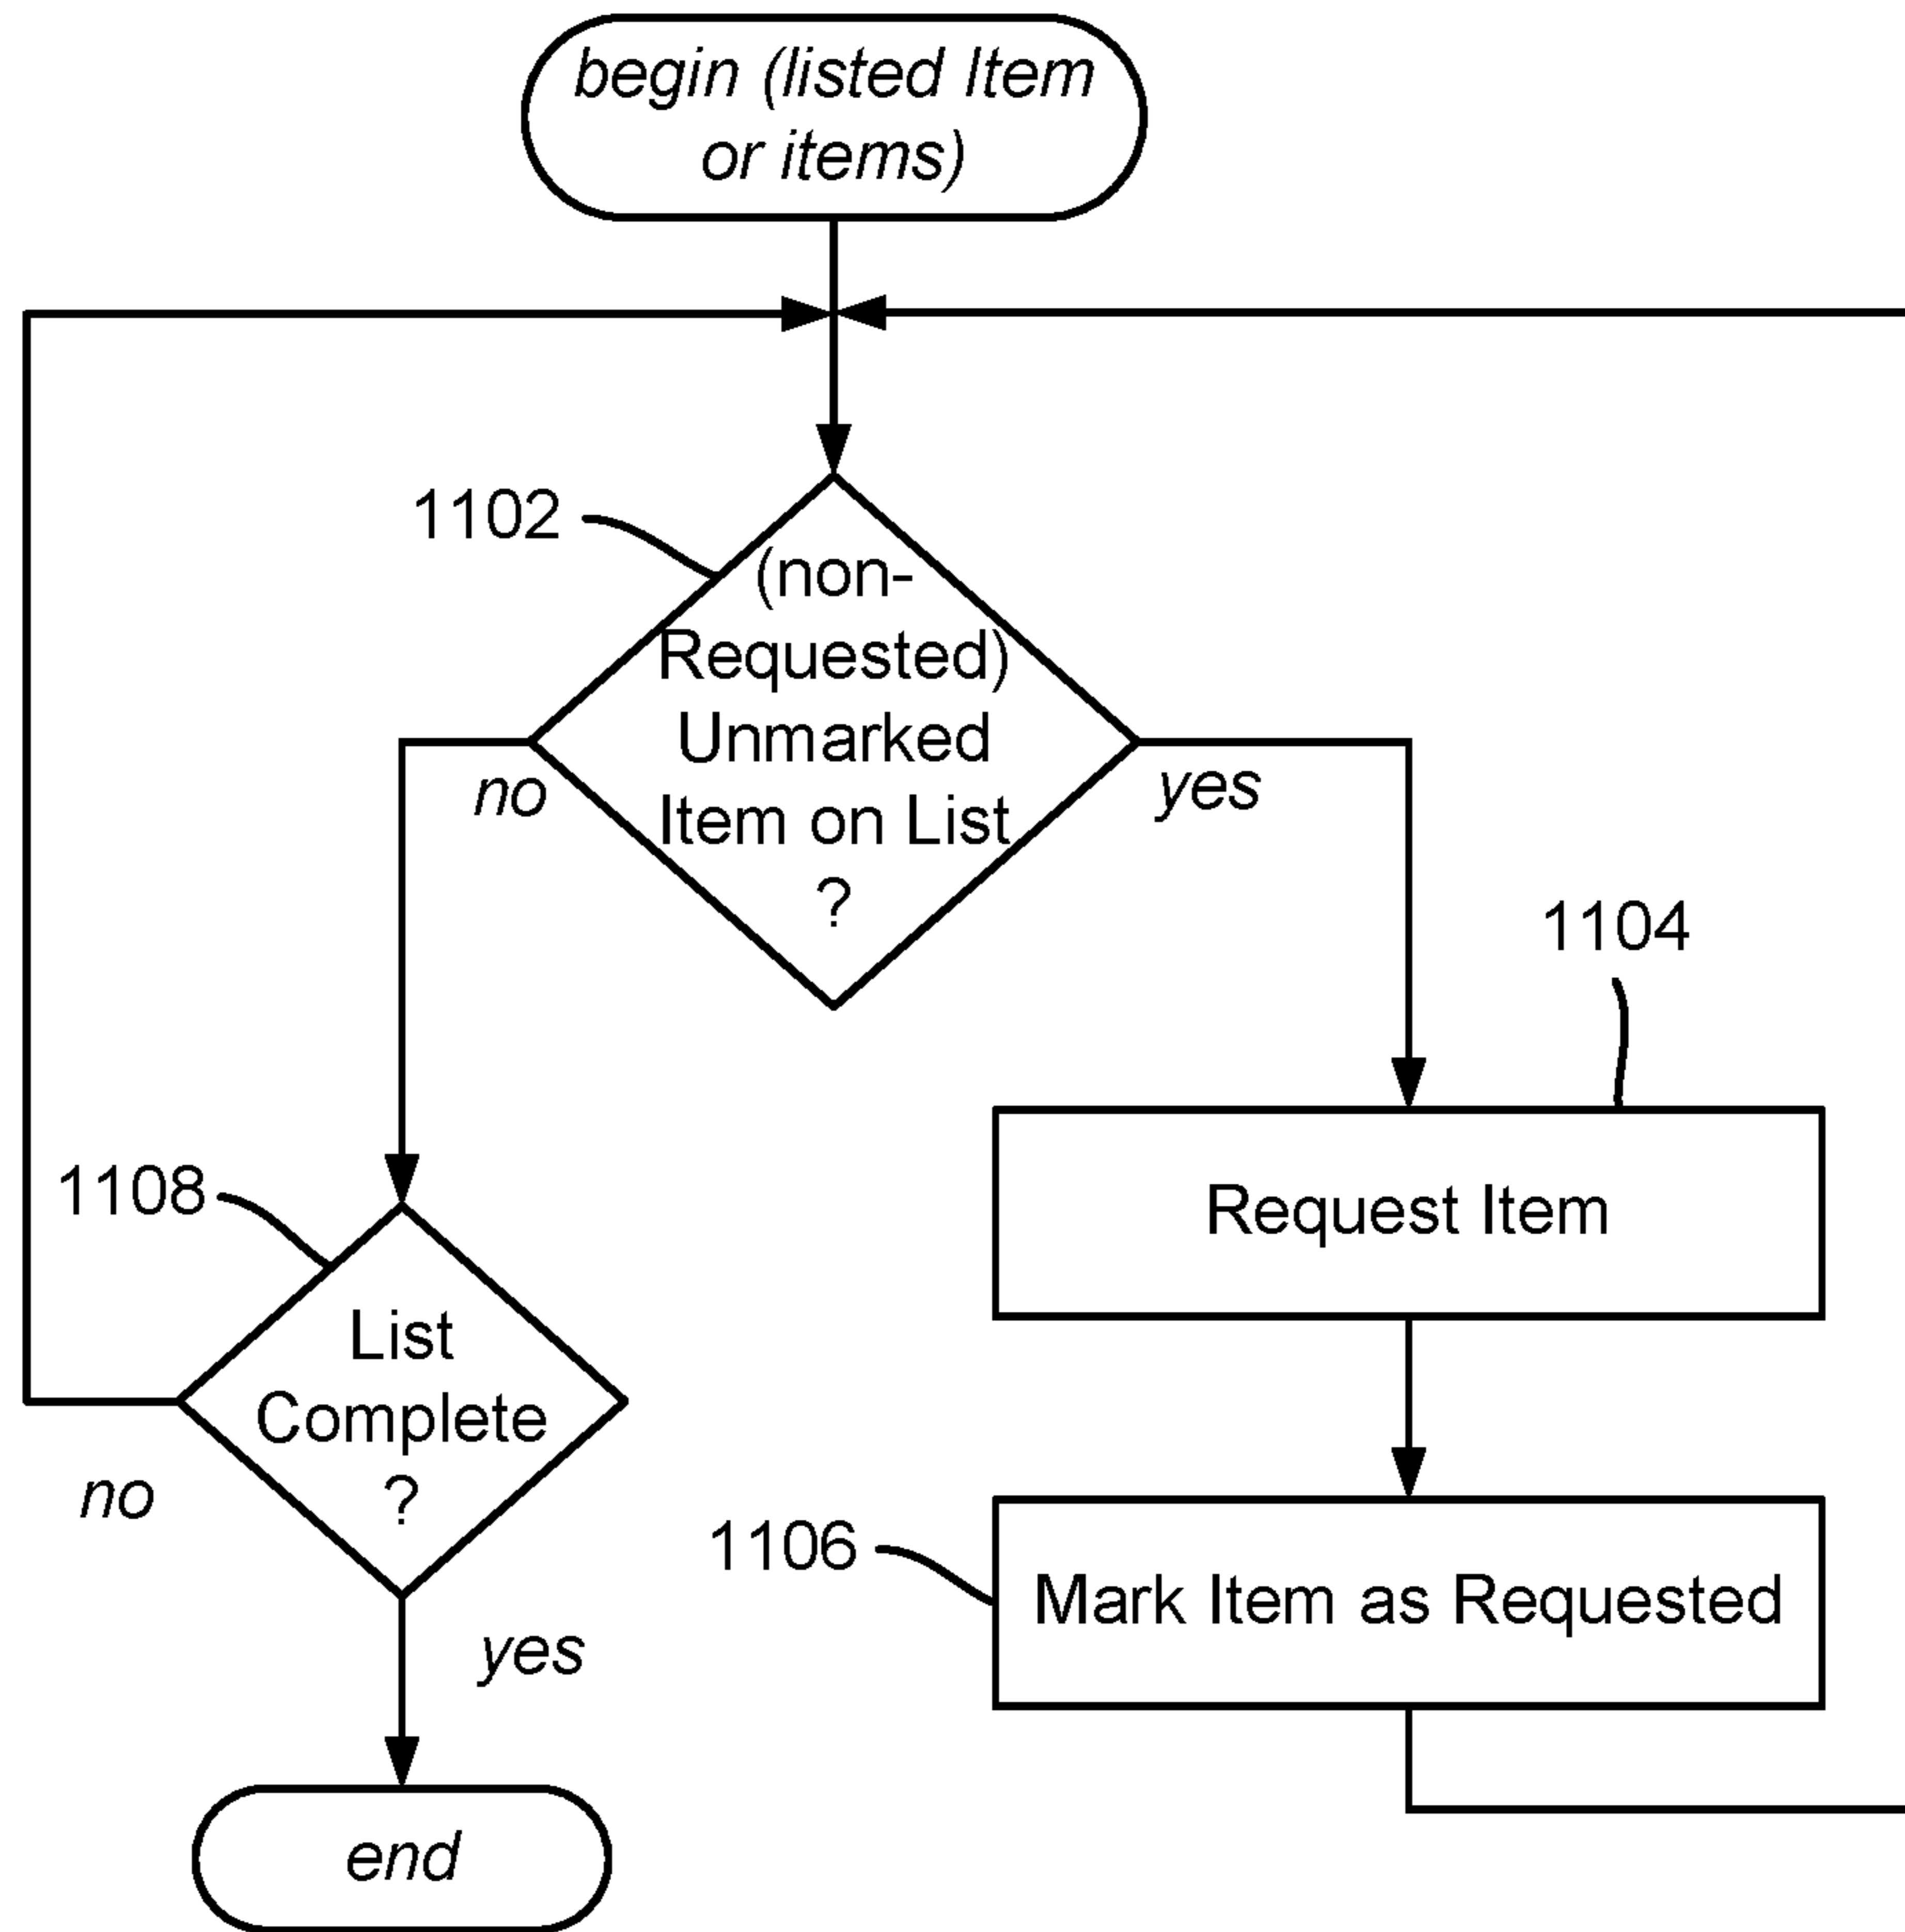 begin (listed Item
or items)
1102
(non-
Requested)
Unmarked
Item on List
?
no
yes
1104
Request Item
1108
List
Complete
?
no
yes
1106
Mark Item as Requested
end